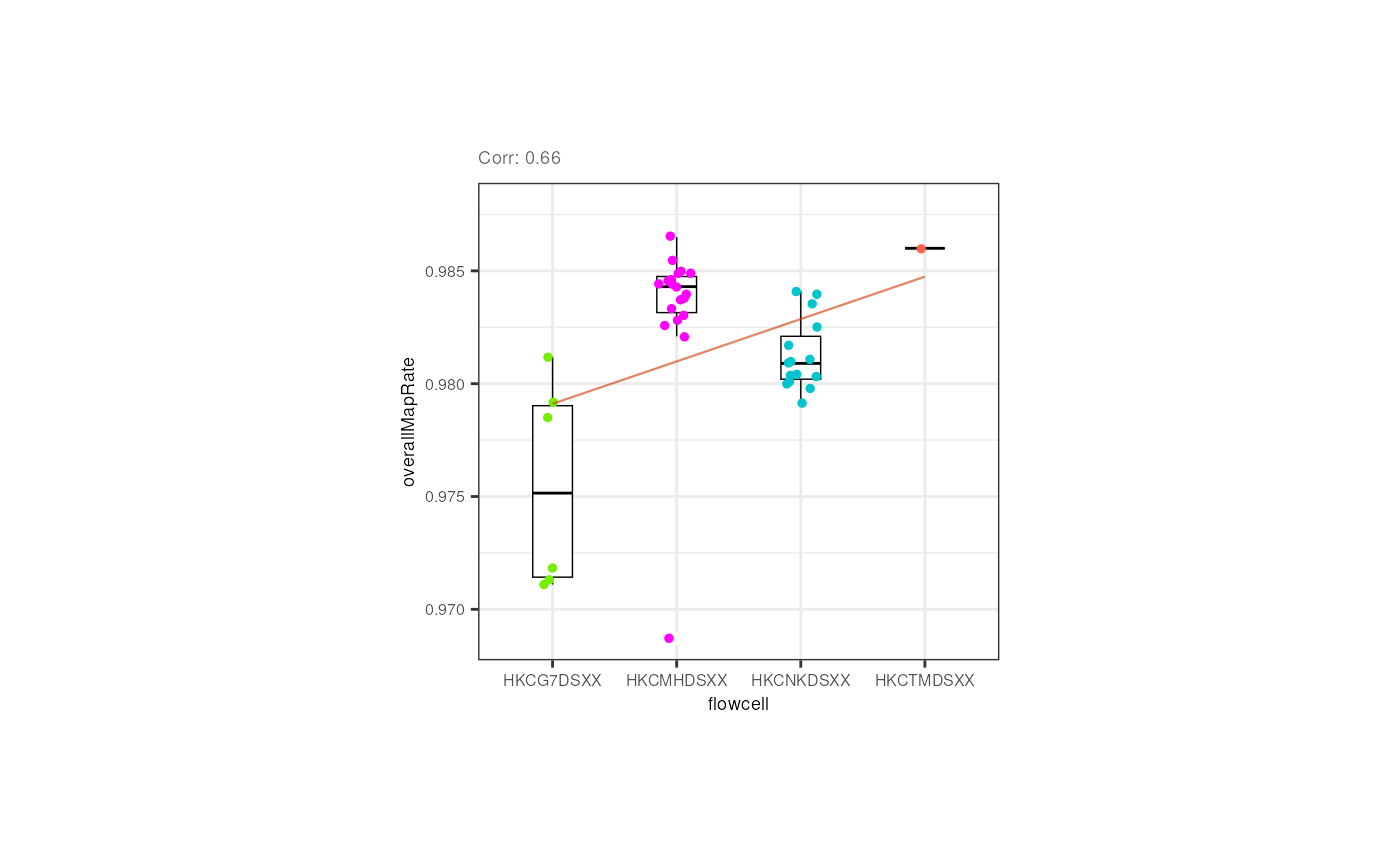 Corr: 0.66
overallMapRate
0.985
0.980
0.975
0.970
HKCG7DSXX HKCMHDSXX HKCNKDSXX HKCTMDSXX
flowcell